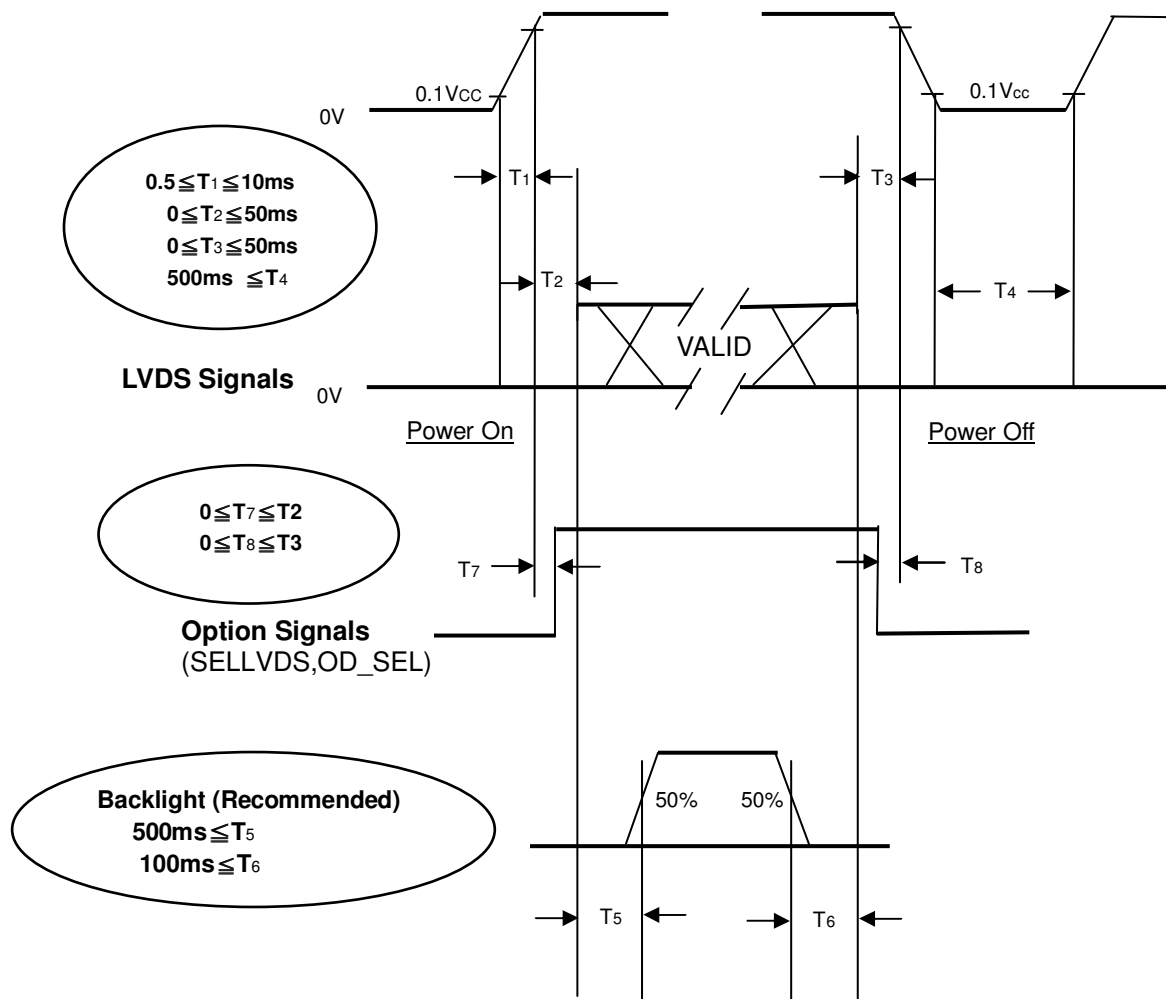 0.1VCC
0.1Vcc
0V
0.5≦T1≦10ms
0≦T2≦50ms
0≦T3≦50ms
500ms ≦T4
T1
T3
T2
T4
VALID
LVDS Signals
0V
Power On
Power Off
0≦T7≦T2
0≦T8≦T3
T7
T8
Option Signals
(SELLVDS,OD_SEL)
Backlight (Recommended)
500ms≦T5
100ms≦T6
50%
50%
T5
T6